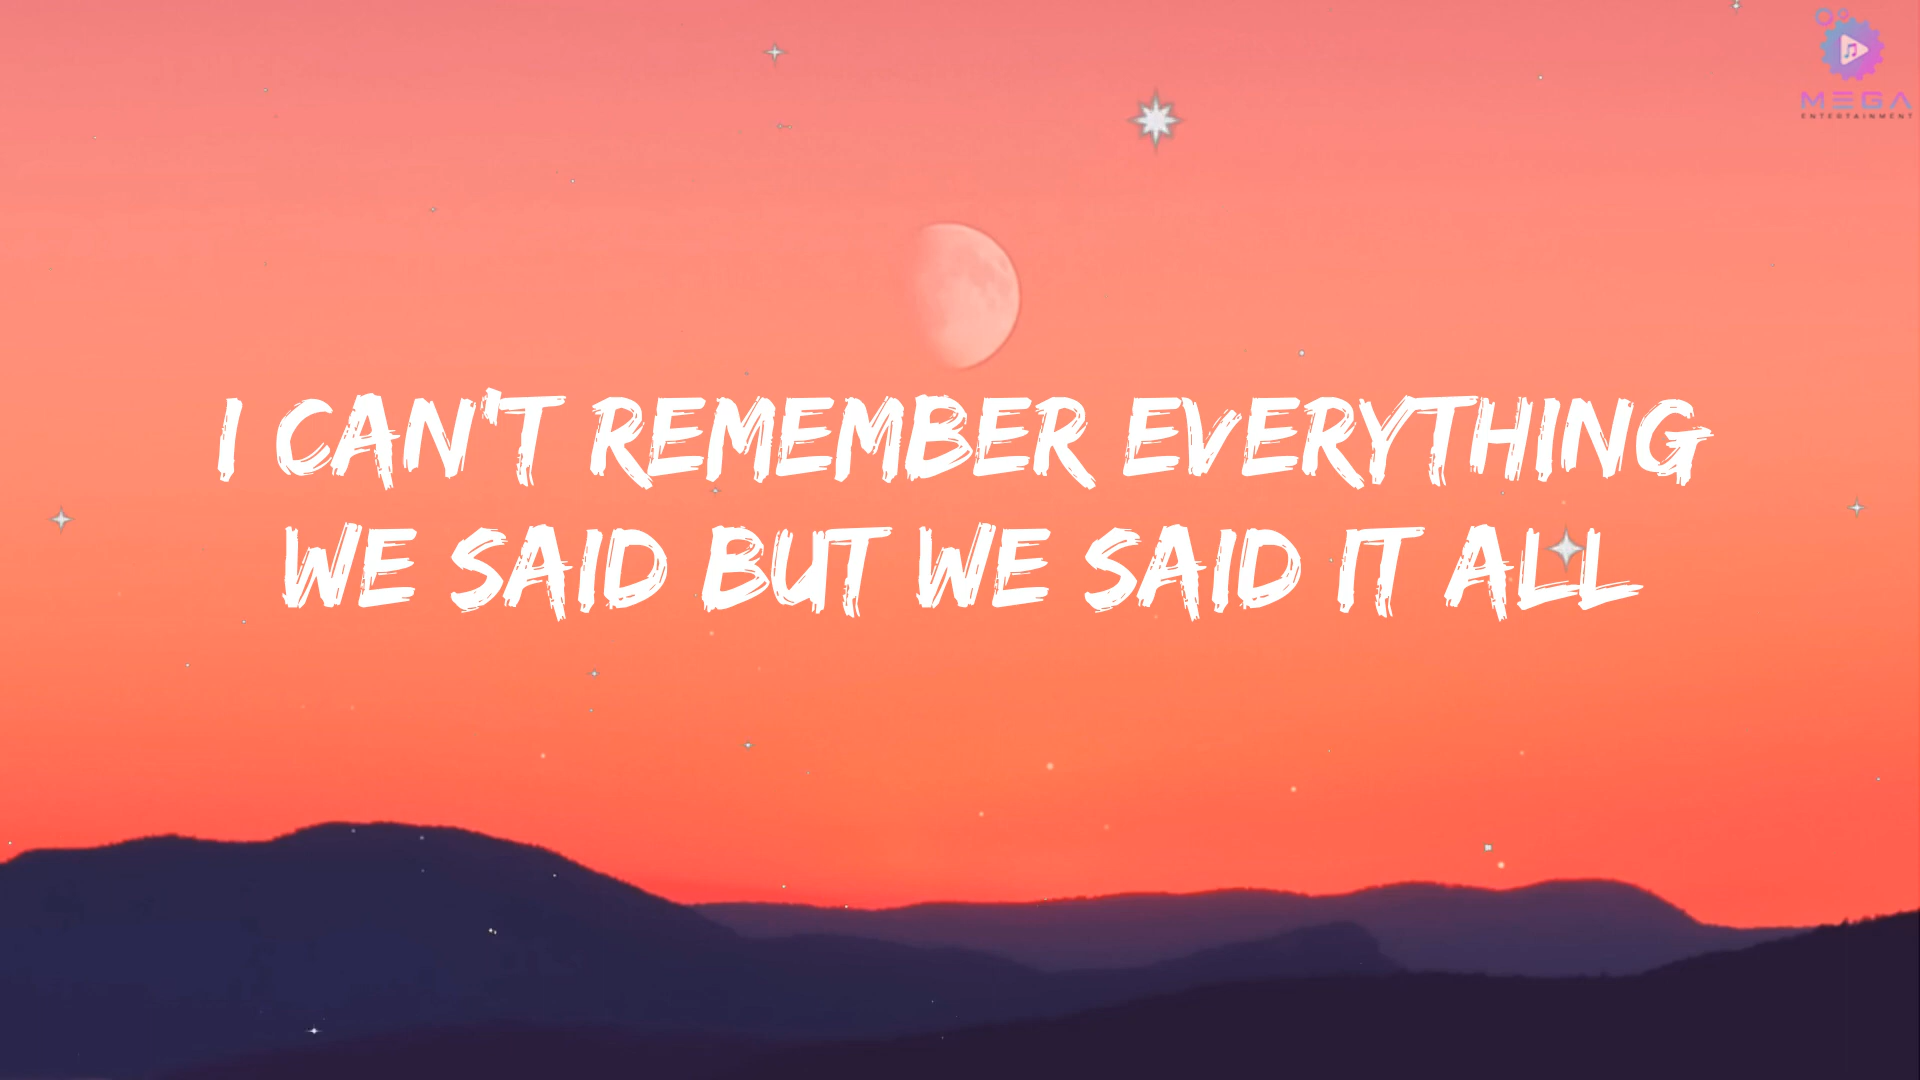 MEGA
ENTERTAINMENT
I CAN'T REMEMBER EVERYTHING
WE SAID BUT WE SAID IT ALL